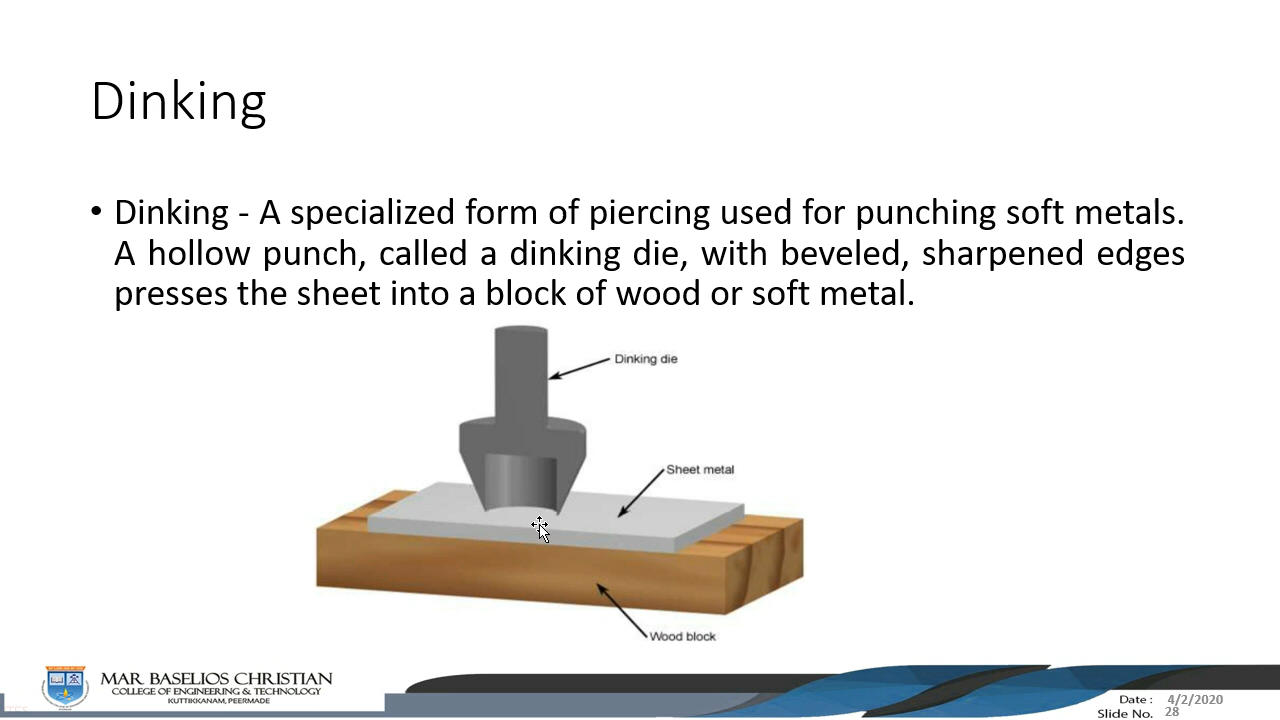 Dinking
• Dinking - A specialized form of piercing used for punching soft metals.
A hollow punch, called a dinking die, with beveled, sharpened edges
presses the sheet into a block of wood or soft metal.
Dinking die
Sheet metal
Wood block
MAR BASELIOS CHRISTIAN
COLLEGE OF ENGINEERING & TECHNOLOGY
KUTTIKKANAM, PEERMADE
Date : 4/2/2020
Slide No. 28